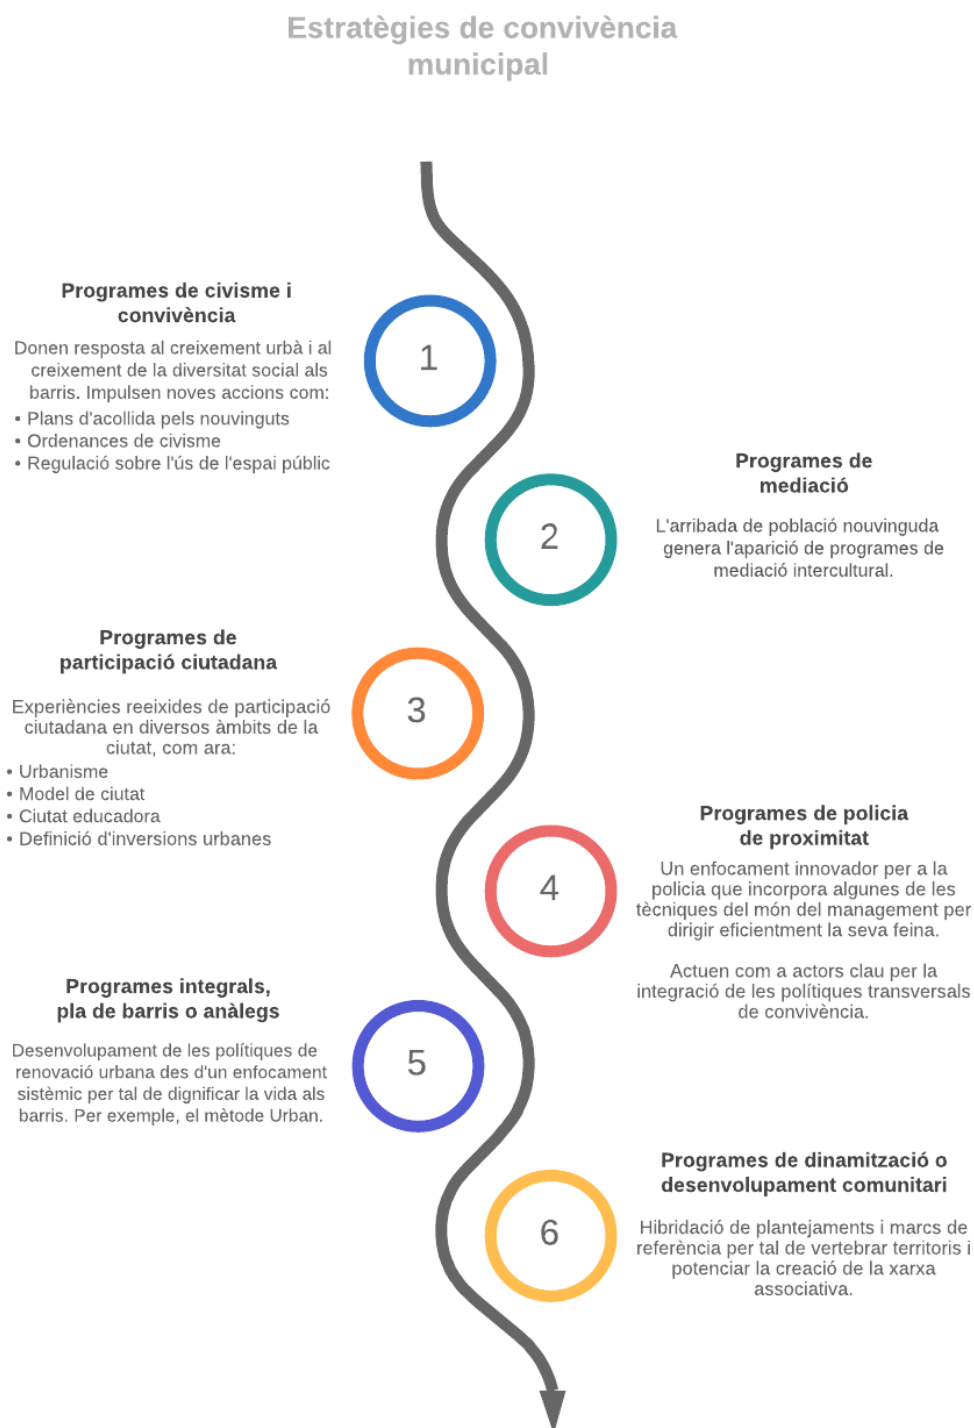 Estratègies de convivència
municipal
Programes de civisme i
convivència
Donen resposta al creixement urbà i al
creixement de la diversitat social als
barris. Impulsen noves accions com:
• Plans d'acollida pels nouvinguts
• Ordenances de civisme
• Regulació sobre l'ús de l'espai públic
1
Programes de
mediació
L'arribada de població nouvinguda
genera l'aparició de programes de
mediació intercultural.
2
Programes de
participació ciutadana
Experiències reeixides de participació
ciutadana en diversos àmbits de la
ciutat, com ara:
• Urbanisme
• Model de ciutat
• Ciutat educadora
• Definició d'inversions urbanes
3
Programes de policia
de proximitat
Un enfocament innovador per a la
policia que incorpora algunes de les
tècniques del món del management per
dirigir eficientment la seva feina.
Actuen com a actors clau per la
integració de les polítiques transversals
de convivència.
4
Programes integrals,
pla de barris o anàlegs
Desenvolupament de les polítiques de
renovació urbana des d'un enfocament
sistèmic per tal de dignificar la vida als
barris. Per exemple, el mètode Urban.
5
Programes de dinamització o
desenvolupament comunitari
Hibridació de plantejaments i marcs de
referència per tal de vertebrar territoris i
potenciar la creació de la xarxa
associativa.
6